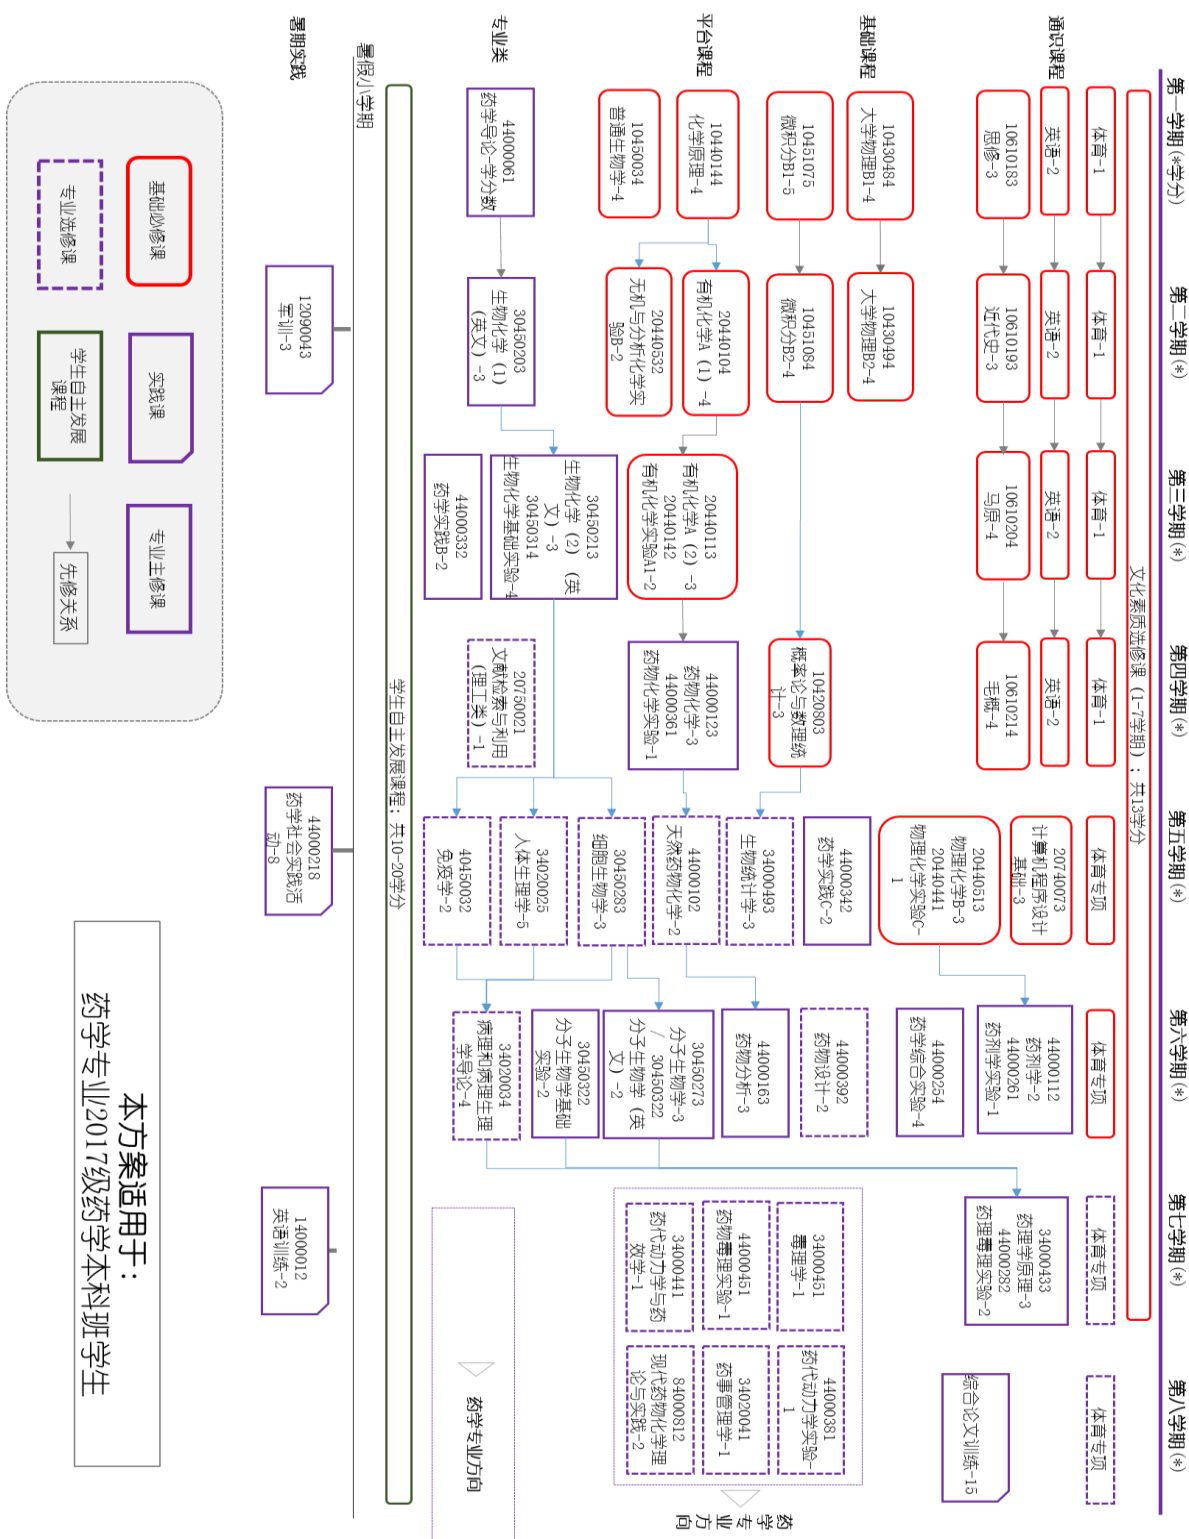 第一学期(*学分)
第二学期(*)
第三学期(*)
第四学期(*)
第五学期(*)
第六学期(*)
第七学期(*)
第八学期(*)
文化素质选修课（1-7学期）；共13学分
通识课程
体育-1
体育-1
体育-1
体育-1
体育专项
体育专项
体育专项
体育专项
英语-2
英语-2
英语-2
英语-2
20740073
计算机程序设计
基础-3
10610183
思修-3
10610193
近代史-3
10610204
马原-4
10610214
毛概-4
20440513
物理化学B-3
20440441
物理化学实验C-
1
44000112
药剂学-2
44000261
药剂学实验-1
44000254
药学综合实验-4
34000433
药理学原理-3
44000282
药理毒理实验-2
综合论文训练-15
基础课程
10430484
大学物理B1-4
10430494
大学物理B2-4
10451075
微积分B1-5
10451084
微积分B2-4
10420803
概率论与数理统
计-3
44000342
药学实践C-2
34000493
生物统计学-3
44000392
药物设计-2
44000163
药物分析-3
34000451
毒理学-1
44000381
药代动力学实验-
1
44000451
药物毒理实验-1
34020041
药事管理学-1
34000441
药代动力学与药
效学-1
84000812
现代药物化学理
论与实践-2
药学专业方向
平台课程
10440144
化学原理-4
20440104
有机化学A（1）-4
20440113
有机化学A（2）-3
20440142
有机化学实验A1-2
44000123
药物化学-3
44000361
药物化学实验-1
44000102
天然药物化学-2
10450034
普通生物学-4
20440532
无机与分析化学实
验B-2
30450283
细胞生物学-3
30450273
分子生物学-3
/ 30450322
分子生物学（英
文）-2
30450322
分子生物学基础
实验-2
专业类
44000061
药学导论-学分数
30450203
生物化学（1）
（英文）-3
30450213
生物化学（2）（英
文）-3
30450314
生物化学基础实验-4
44000332
药学实践B-2
20750021
文献检索与利用
(理工类）-1
34020025
人体生理学-5
40450032
免疫学-2
34020034
病理和病理生理
学导论-4
药学专业方向
学生自主发展课程；共10-20学分
暑假小学期
暑期实践
12090043
军训-3
44000218
药学社会实践活
动-8
14000012
英语训练-2
基础必修课
实践课
专业主修课
专业选修课
学生自主发展
课程
先修关系
本方案适用于：
药学专业2017级药学本科班学生